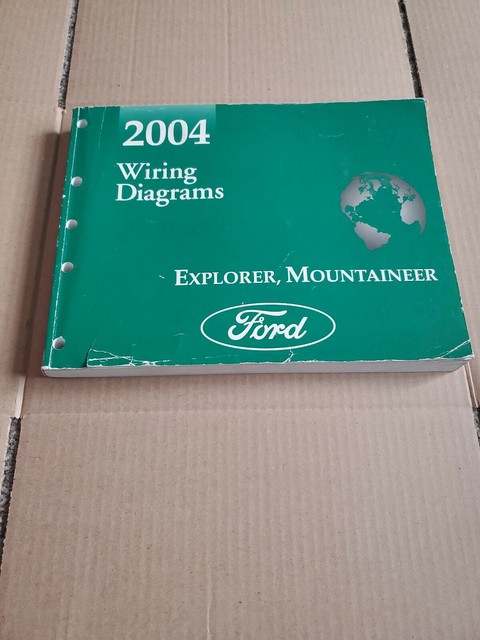 2004
Wiring
Diagrams
EXPLORER, MOUNTAINEER
Ford